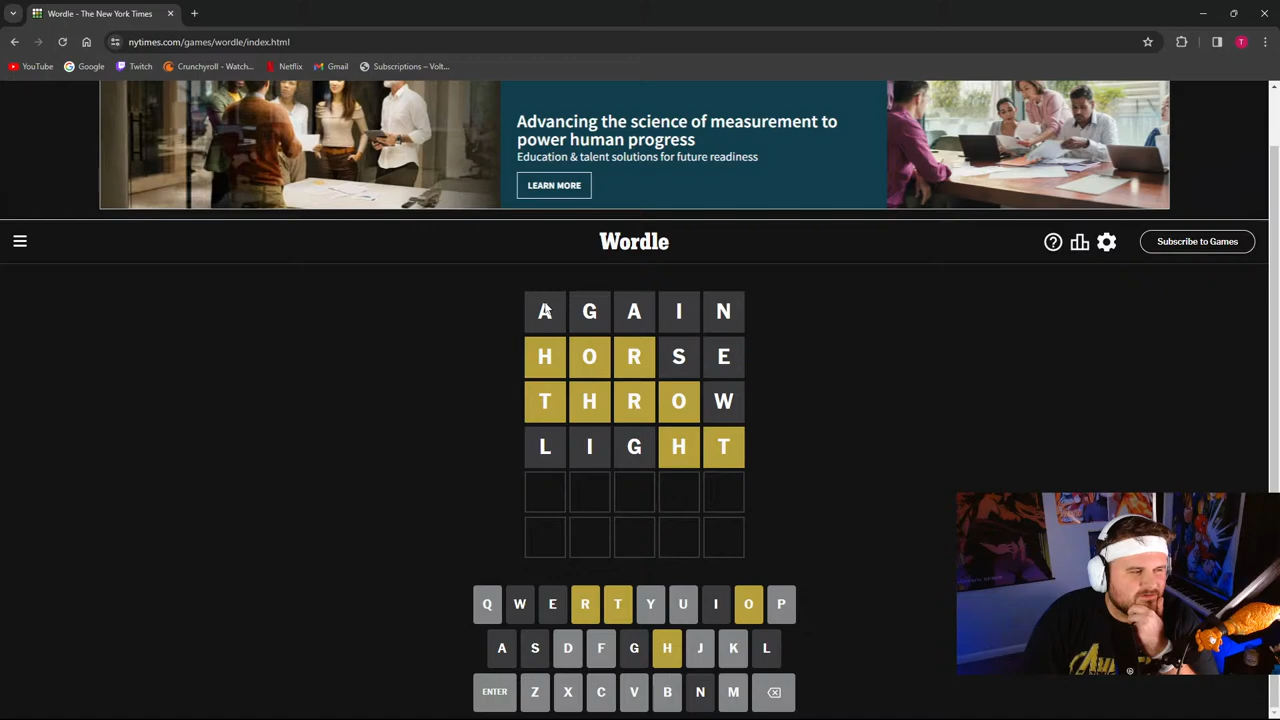 Wordle - The New York Times
nytimes.com/games/wordle/index.html
YouTube Google Twitch Crunchyroll - Watch... Netflix Gmail Subscriptions – Volt...
Advancing the science of measurement to
power human progress
Education & talent solutions for future readiness
LEARN MORE
Wordle
Subscribe to Games
A G A I N
H O R S E
T H R O W
L I G H T
Q W E R T Y U I O P
A S D F G H J K L
ENTER Z X C V B N M